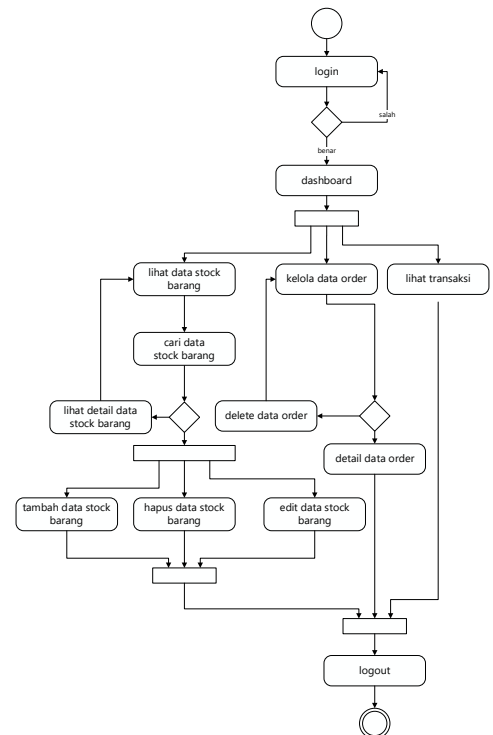 login
salah
benar
dashboard
lihat data stock
barang
kelola data order
lihat transaksi
cari data
stock barang
lihat detail data
stock barang
delete data order
detail data order
tambah data stock
barang
hapus data stock
barang
edit data stock
barang
logout